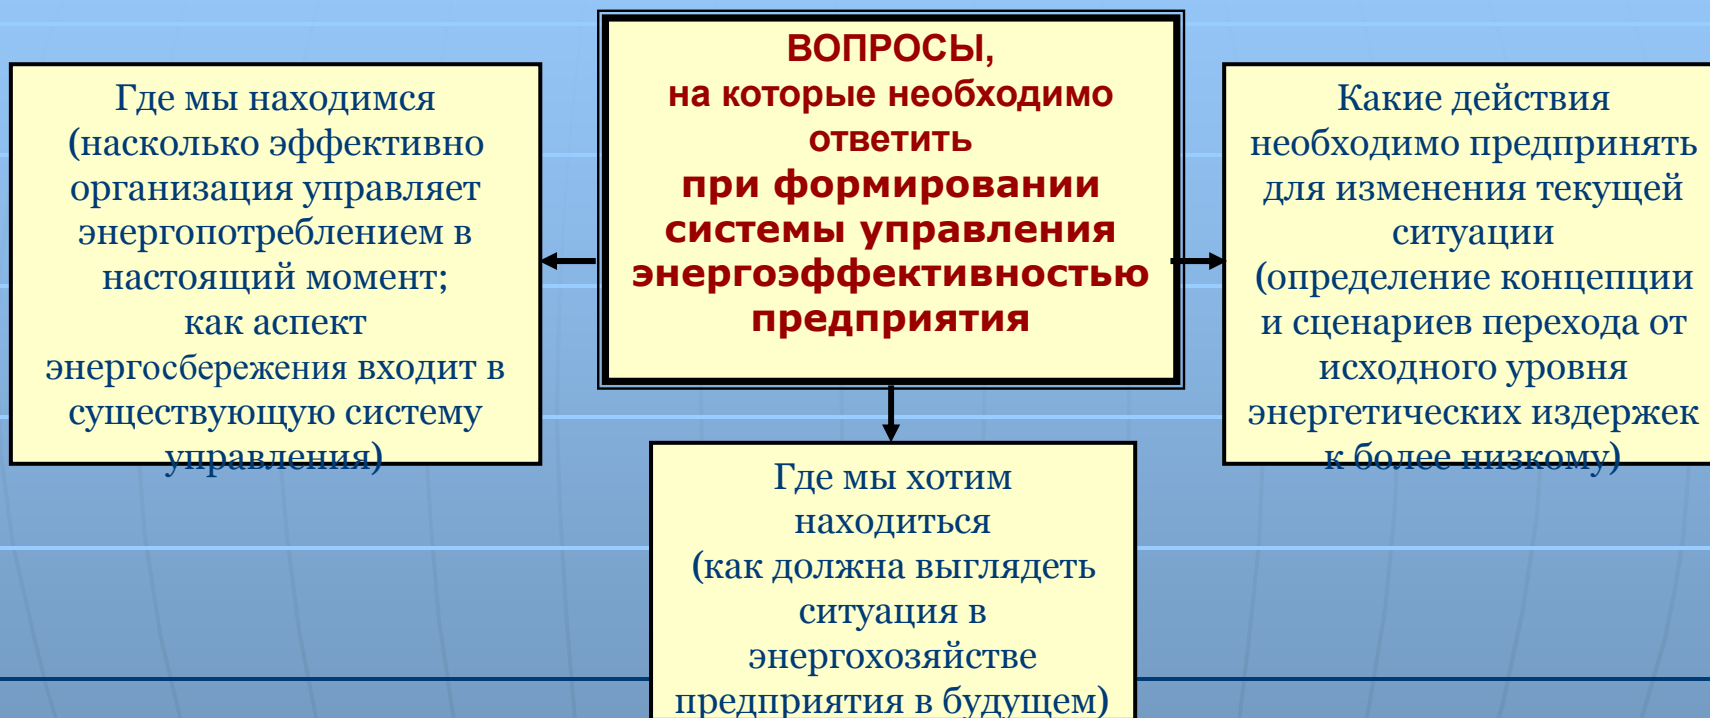 ВОПРОСЫ,
на которые необходимо
ответить
при формировании
системы управления
энергоэффективностью
предприятия
Где мы находимся
(насколько эффективно
организация управляет
энергопотреблением в
настоящий момент;
как аспект
энергосбережения входит в
существующую систему
управления)
Где мы хотим
находиться
(как должна выглядеть
ситуация в
энергохозяйстве
предприятия в будущем)
Какие действия
необходимо предпринять
для изменения текущей
ситуации
(определение концепции
и сценариев перехода от
исходного уровня
энергетических издержек
к более низкому)